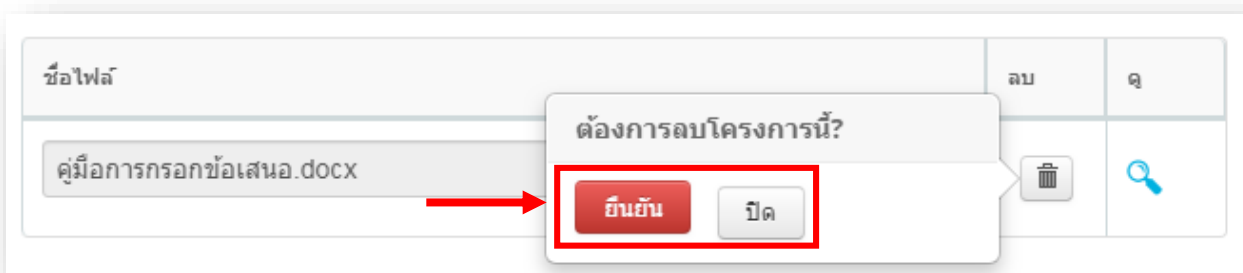 ชื่อไฟล์ ลบ ดู
ต้องการลบโครงการนี้?
คู่มือการกรอกข้อเสนอ.docx
ยืนยัน ปิด